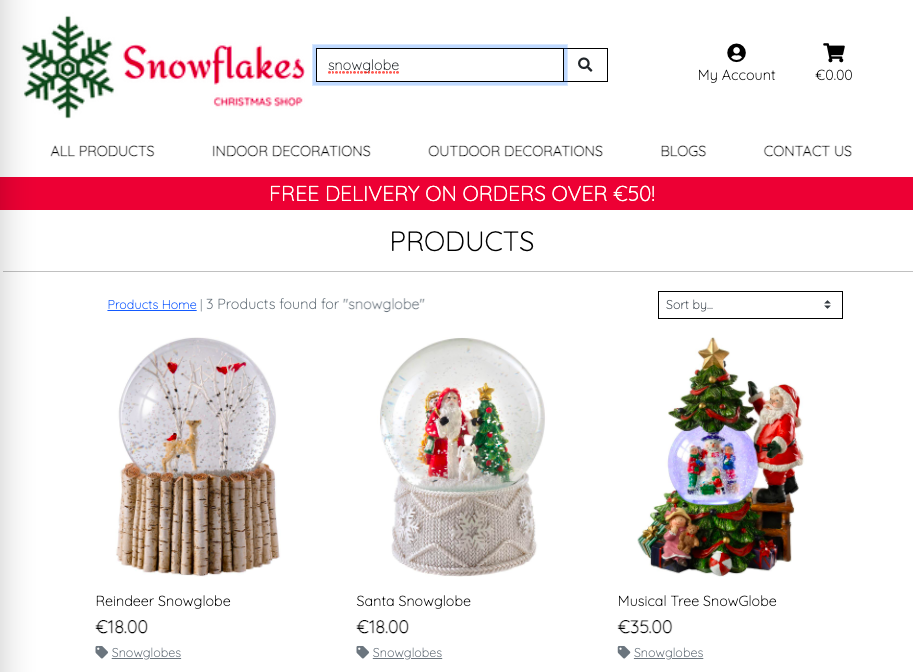 Snowflakes
CHRISTMAS SHOP
snowglobe
My Account
€0.00
ALL PRODUCTS
INDOOR DECORATIONS
OUTDOOR DECORATIONS
BLOGS
CONTACT US
FREE DELIVERY ON ORDERS OVER €50!
PRODUCTS
Products Home | 3 Products found for "snowglobe"
Sort by...
Reindeer Snowglobe
€18.00
Snowglobes
Santa Snowglobe
€18.00
Snowglobes
Musical Tree SnowGlobe
€35.00
Snowglobes